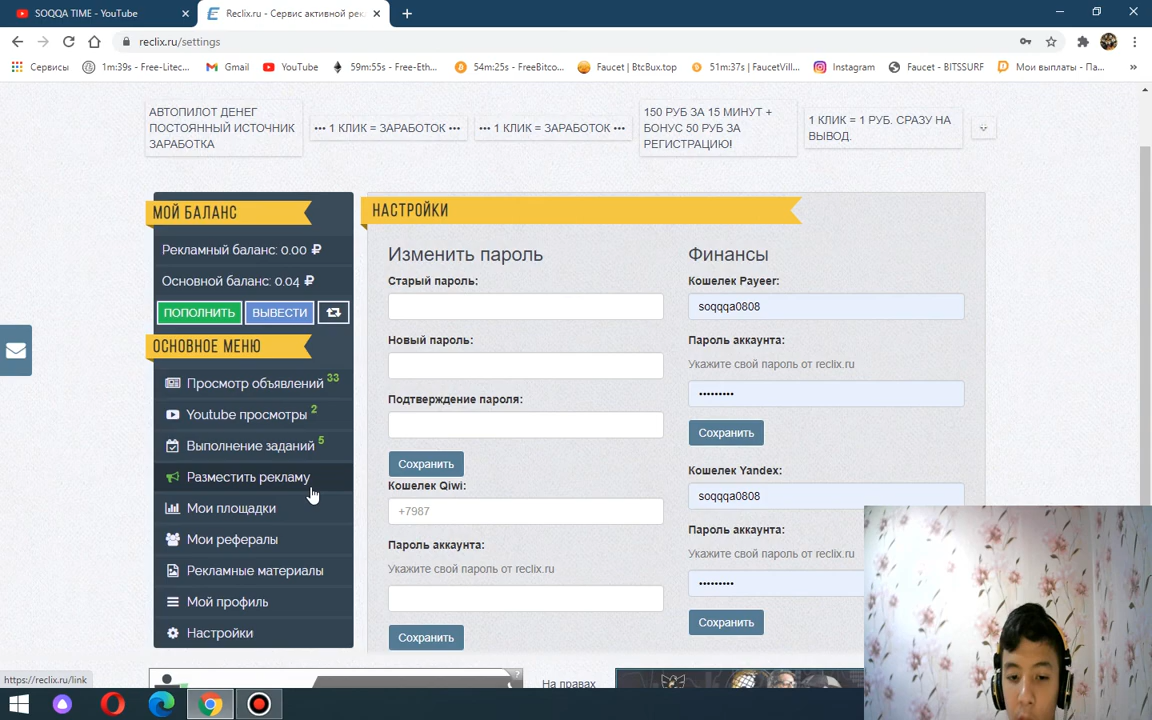 SOQQA TIME - YouTube
Reclix.ru - Сервис активной рек
reclix.ru/settings
Сервисы
1m:39s - Free-Litec...
Gmail
YouTube
59m:55s - Free-Eth...
54m:25s - FreeBitco...
Faucet | BtcBux.top
51m:37s | FaucetVill...
Instagram
Faucet - BITSSURF
Мои выплаты - Па...
АВТОПИЛОТ ДЕНЕГ
ПОСТОЯННЫЙ ИСТОЧНИК
ЗАРАБОТКА
••• 1 КЛИК = ЗАРАБОТОК •••
••• 1 КЛИК = ЗАРАБОТОК •••
150 РУБ ЗА 15 МИНУТ +
БОНУС 50 РУБ ЗА
РЕГИСТРАЦИЮ!
1 КЛИК = 1 РУБ. СРАЗУ НА
ВЫВОД.
МОЙ БАЛАНС
Рекламный баланс: 0.00 ₽
Основной баланс: 0.04 ₽
ПОПОЛНИТЬ
ВЫВЕСТИ
ОСНОВНОЕ МЕНЮ
Просмотр объявлений 33
Youtube просмотры 2
Выполнение заданий 5
Разместить рекламу
Мои площадки
Мои рефералы
Рекламные материалы
Мой профиль
Настройки
НАСТРОЙКИ
Изменить пароль
Старый пароль:
Новый пароль:
Подтверждение пароля:
Сохранить
Кошелек Qiwi:
+7987
Пароль аккаунта:
Укажите свой пароль от reclix.ru
Сохранить
Финансы
Кошелек Payeer:
soqqqa0808
Пароль аккаунта:
Укажите свой пароль от reclix.ru
•••••••••
Сохранить
Кошелек Yandex:
soqqqa0808
Пароль аккаунта:
Укажите свой пароль от reclix.ru
•••••••••
Сохранить
https://reclix.ru/link
?
На правах